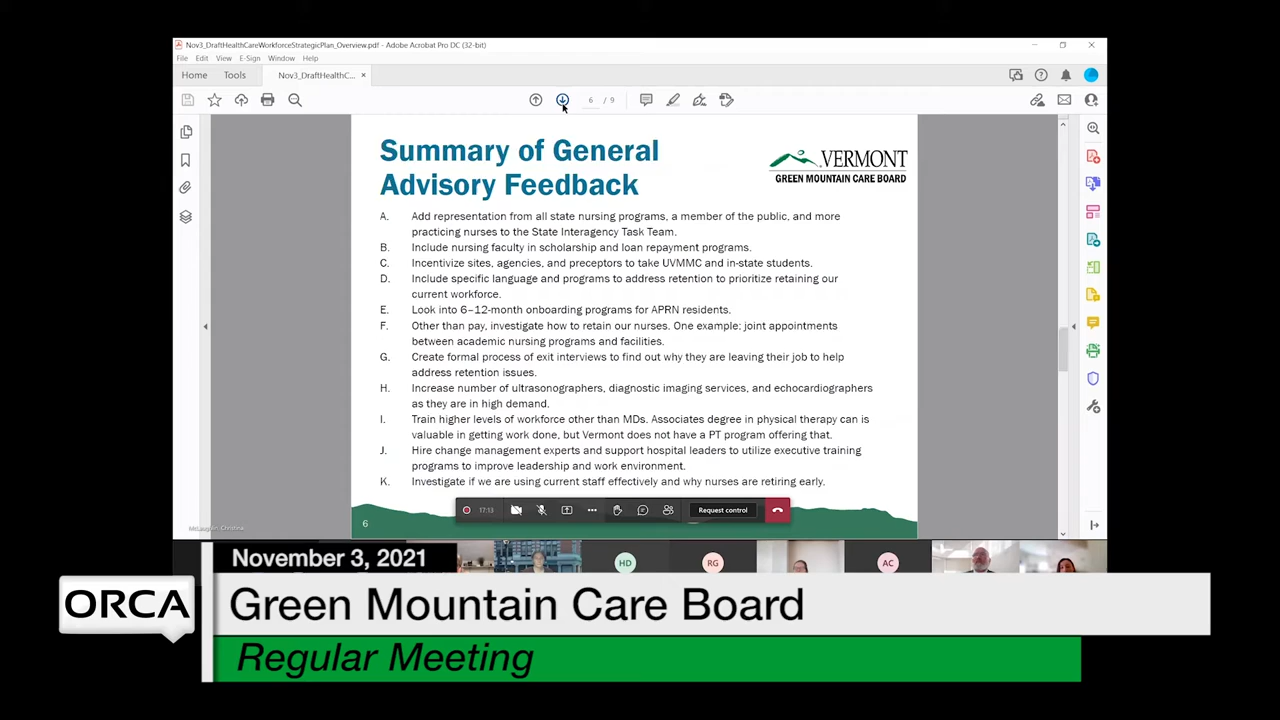 Nov3_DraftHealthCareWorkforceStrategicPlan_Overview.pdf - Adobe Acrobat Pro DC (32-bit)
File Edit View E-Sign Window Help
Home Tools Nov3_DraftHealthC... ×
6 / 9
Summary of General
Advisory Feedback
VERMONT
GREEN MOUNTAIN CARE BOARD
A. Add representation from all state nursing programs, a member of the public, and more
practicing nurses to the State Interagency Task Team.
B. Include nursing faculty in scholarship and loan repayment programs.
C. Incentivize sites, agencies, and preceptors to take UVMMC and in-state students.
D. Include specific language and programs to address retention to prioritize retaining our
current workforce.
E. Look into 6–12-month onboarding programs for APRN residents.
F. Other than pay, investigate how to retain our nurses. One example: joint appointments
between academic nursing programs and facilities.
G. Create formal process of exit interviews to find out why they are leaving their job to help
address retention issues.
H. Increase number of ultrasonographers, diagnostic imaging services, and echocardiographers
as they are in high demand.
I. Train higher levels of workforce other than MDs. Associates degree in physical therapy can is
valuable in getting work done, but Vermont does not have a PT program offering that.
J. Hire change management experts and support hospital leaders to utilize executive training
programs to improve leadership and work environment.
K. Investigate if we are using current staff effectively and why nurses are retiring early.
17:13 Request control
6
McLaughlin, Christina
HD RG AC
November 3, 2021
ORCA
Green Mountain Care Board
Regular Meeting